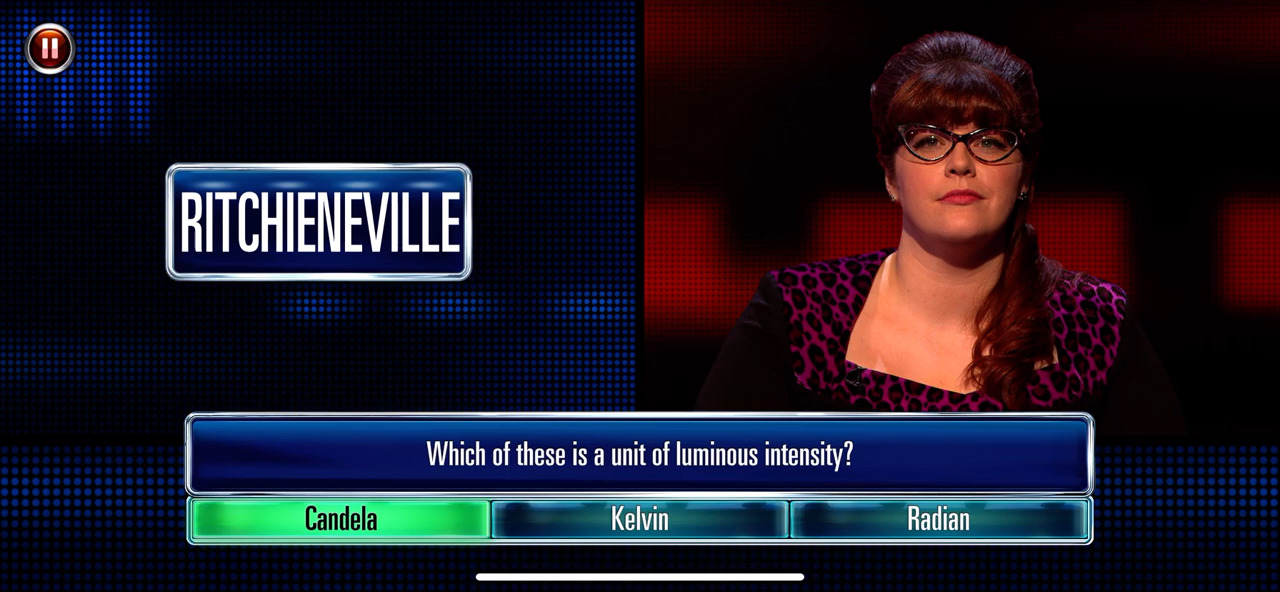 RITCHIENEVILLE
Which of these is a unit of luminous intensity?
Candela
Kelvin
Radian